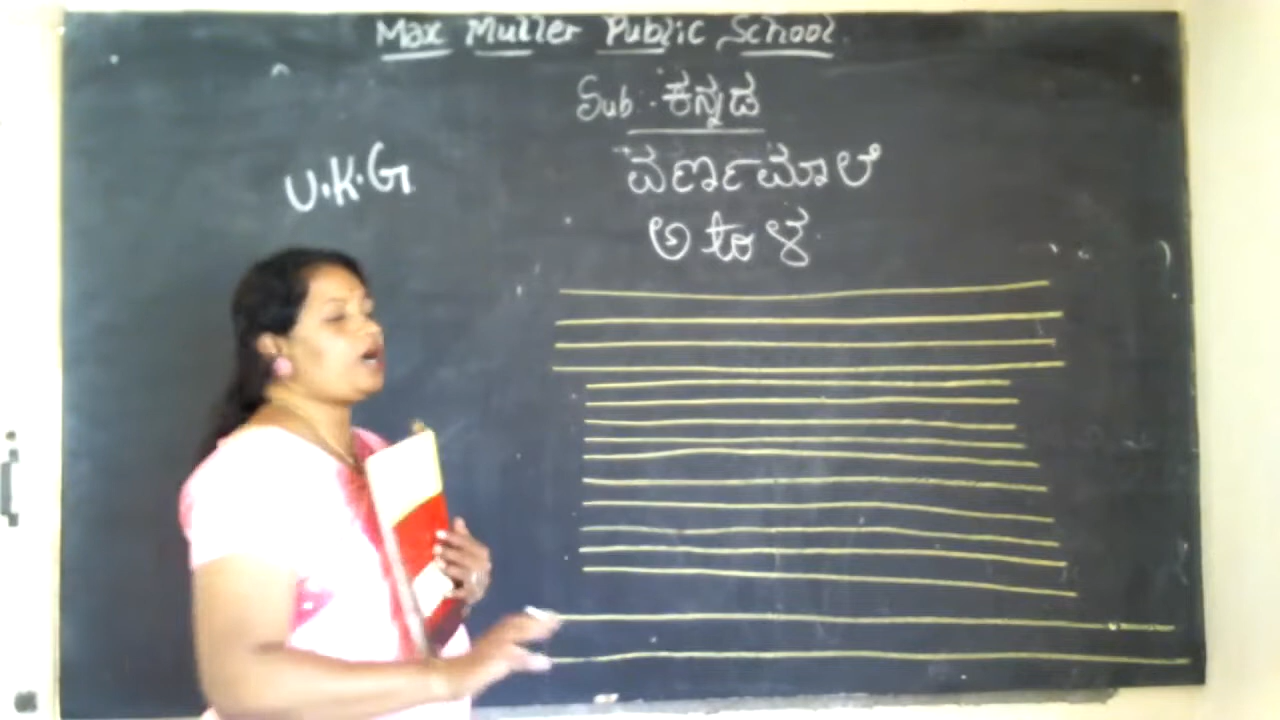 Max Muller Public School
Sub : ಕನ್ನಡ
U.K.G
ವರ್ಣಮಾಲೆ
ಅ ಟು ಳ